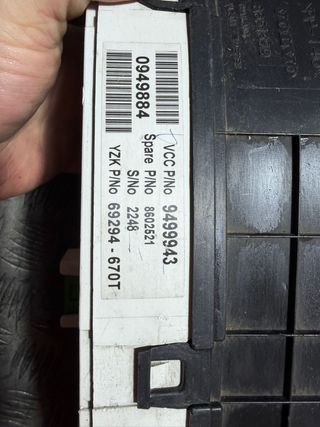 VCC P/No 9499943
Spare P/No 8602521
S/No 2248
YZK P/No 69294-670T
0949884